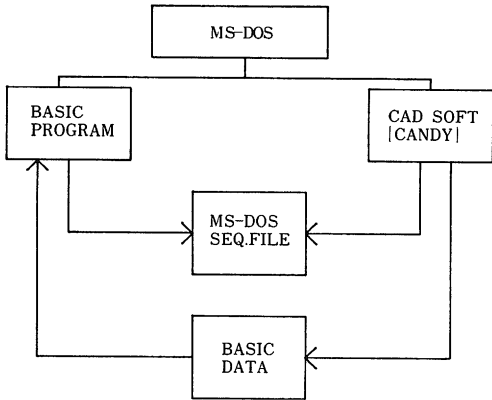 MS-DOS
BASIC
PROGRAM
CAD SOFT
|CANDY|
MS-DOS
SEQ.FILE
BASIC
DATA